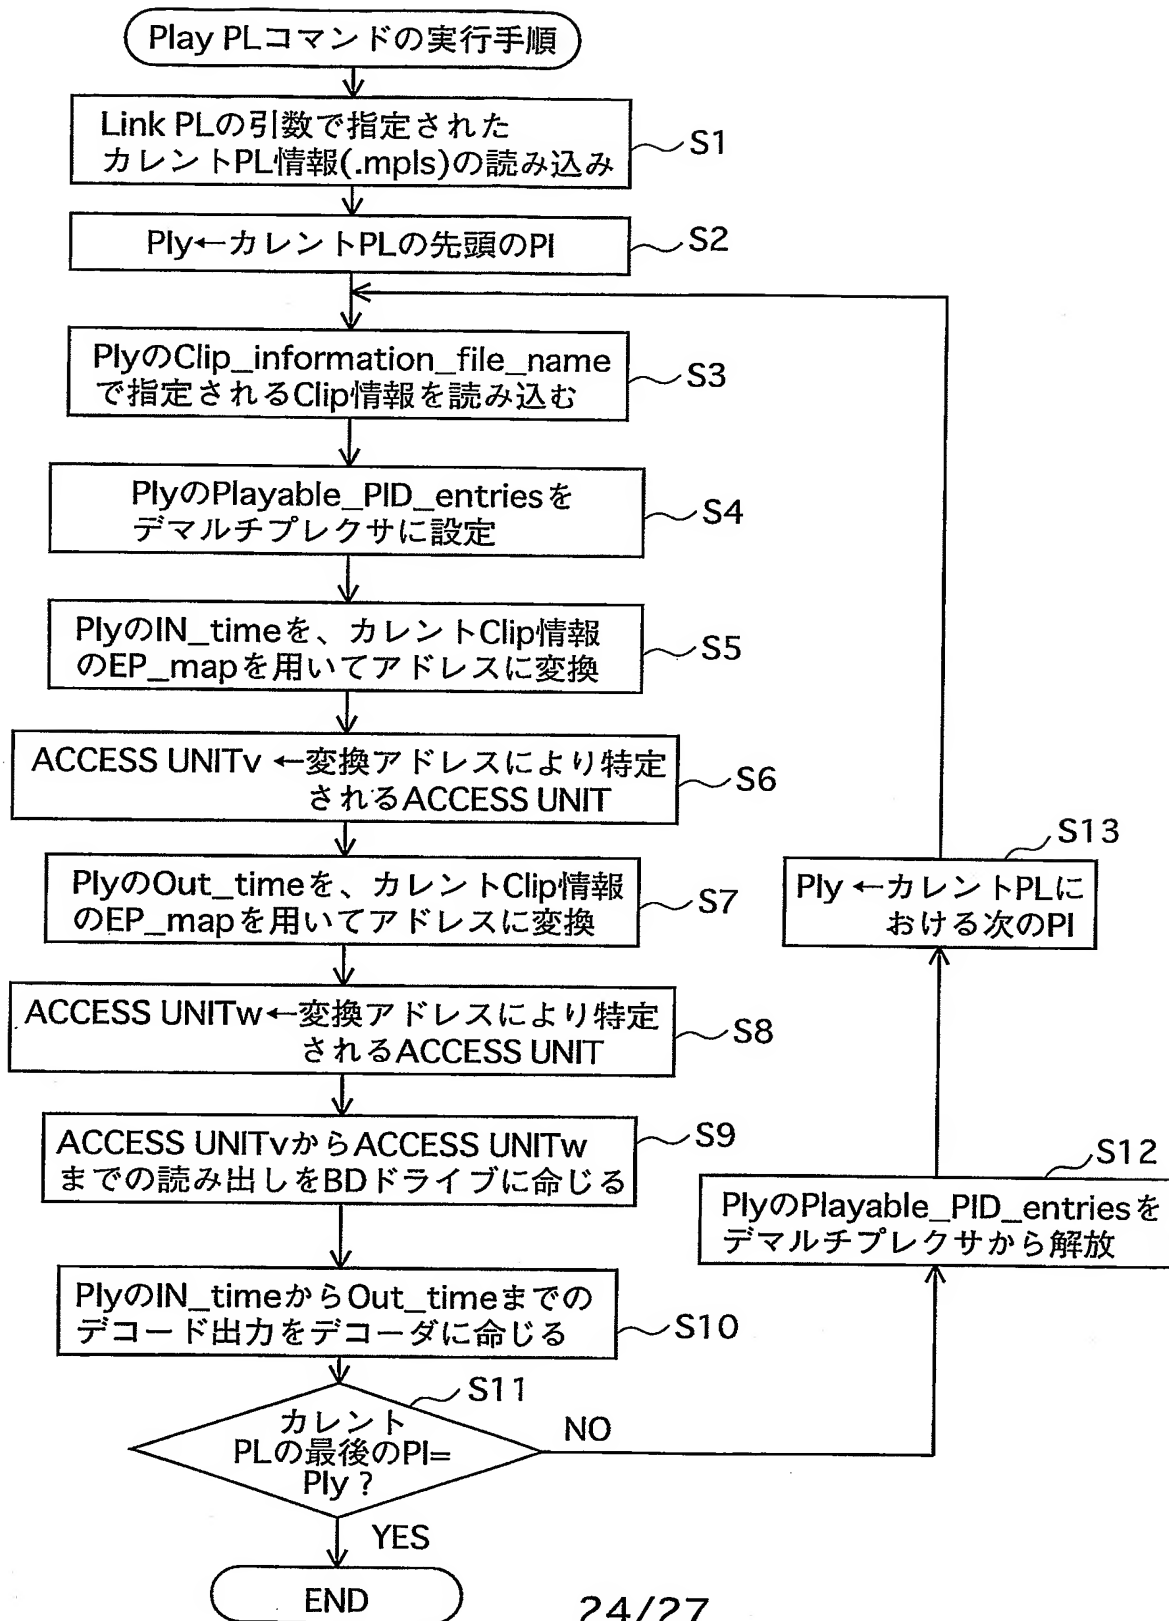 Play PLコマンドの実行手順
Link PLの引数で指定された
カレントPL情報(.mpls)の読み込み
S1
PIy←カレントPLの先頭のPI
S2
PIyのClip_information_file_name
で指定されるClip情報を読み込む
S3
PIyのPlayable_PID_entriesを
デマルチプレクサに設定
S4
PIyのIN_timeを、カレントClip情報
のEP_mapを用いてアドレスに変換
S5
ACCESS UNITv ←変換アドレスにより特定
されるACCESS UNIT
S6
PIyのOut_timeを、カレントClip情報
のEP_mapを用いてアドレスに変換
S7
ACCESS UNITw←変換アドレスにより特定
されるACCESS UNIT
S8
ACCESS UNITvからACCESS UNITw
までの読み出しをBDドライブに命じる
S9
PIyのIN_timeからOut_timeまでの
デコード出力をデコーダに命じる
S10
S11
カレント
PLの最後のPI=
PIy ?
NO
YES
END
S12
PIyのPlayable_PID_entriesを
デマルチプレクサから解放
S13
PIy ←カレントPLに
おける次のPI
24/27